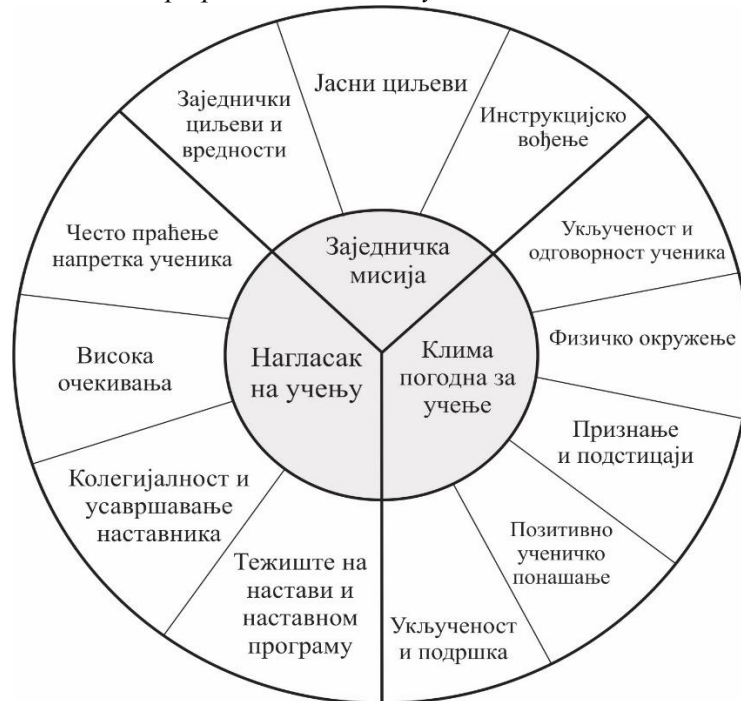 Заједнички
циљеви и
вредности
Јасни циљеви
Инструкцијско
вођење
Заједничка
мисија
Укљученост и
одговорност ученика
Физичко окружење
Признање
и подстицаји
Позитивно
ученичко
понашање
Укљученост
и подршка
Клима
погодна за
учење
Нагласак
на учењу
Често праћење
напретка ученика
Висока
очекивања
Колегијалност и
усавршавање
наставника
Тежиште на
настави и
наставном
програму